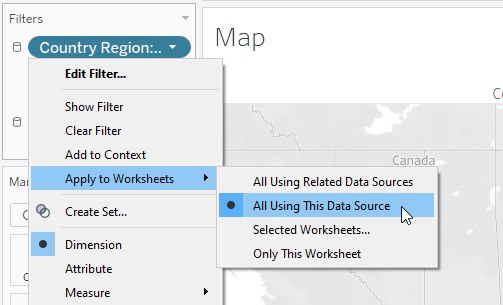 Filters
Country Region:..
Map
Edit Filter...
Show Filter
Clear Filter
Add to Context
Apply to Worksheets
Create Set...
Dimension
Attribute
Measure
All Using Related Data Sources
All Using This Data Source
Selected Worksheets...
Only This Worksheet
Canada
Ma